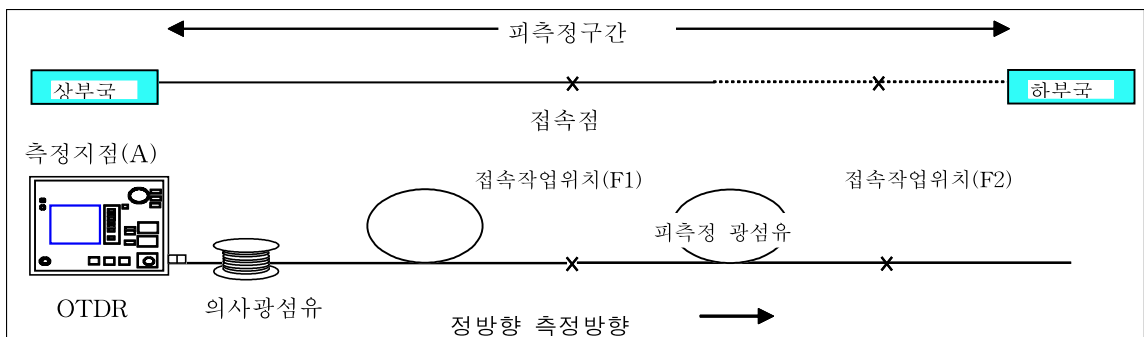 피측정구간
상부국
하부국
접속점
측정지점(A)
접속작업위치(F1)
접속작업위치(F2)
피측정 광섬유
OTDR
의사광섬유
정방향 측정방향